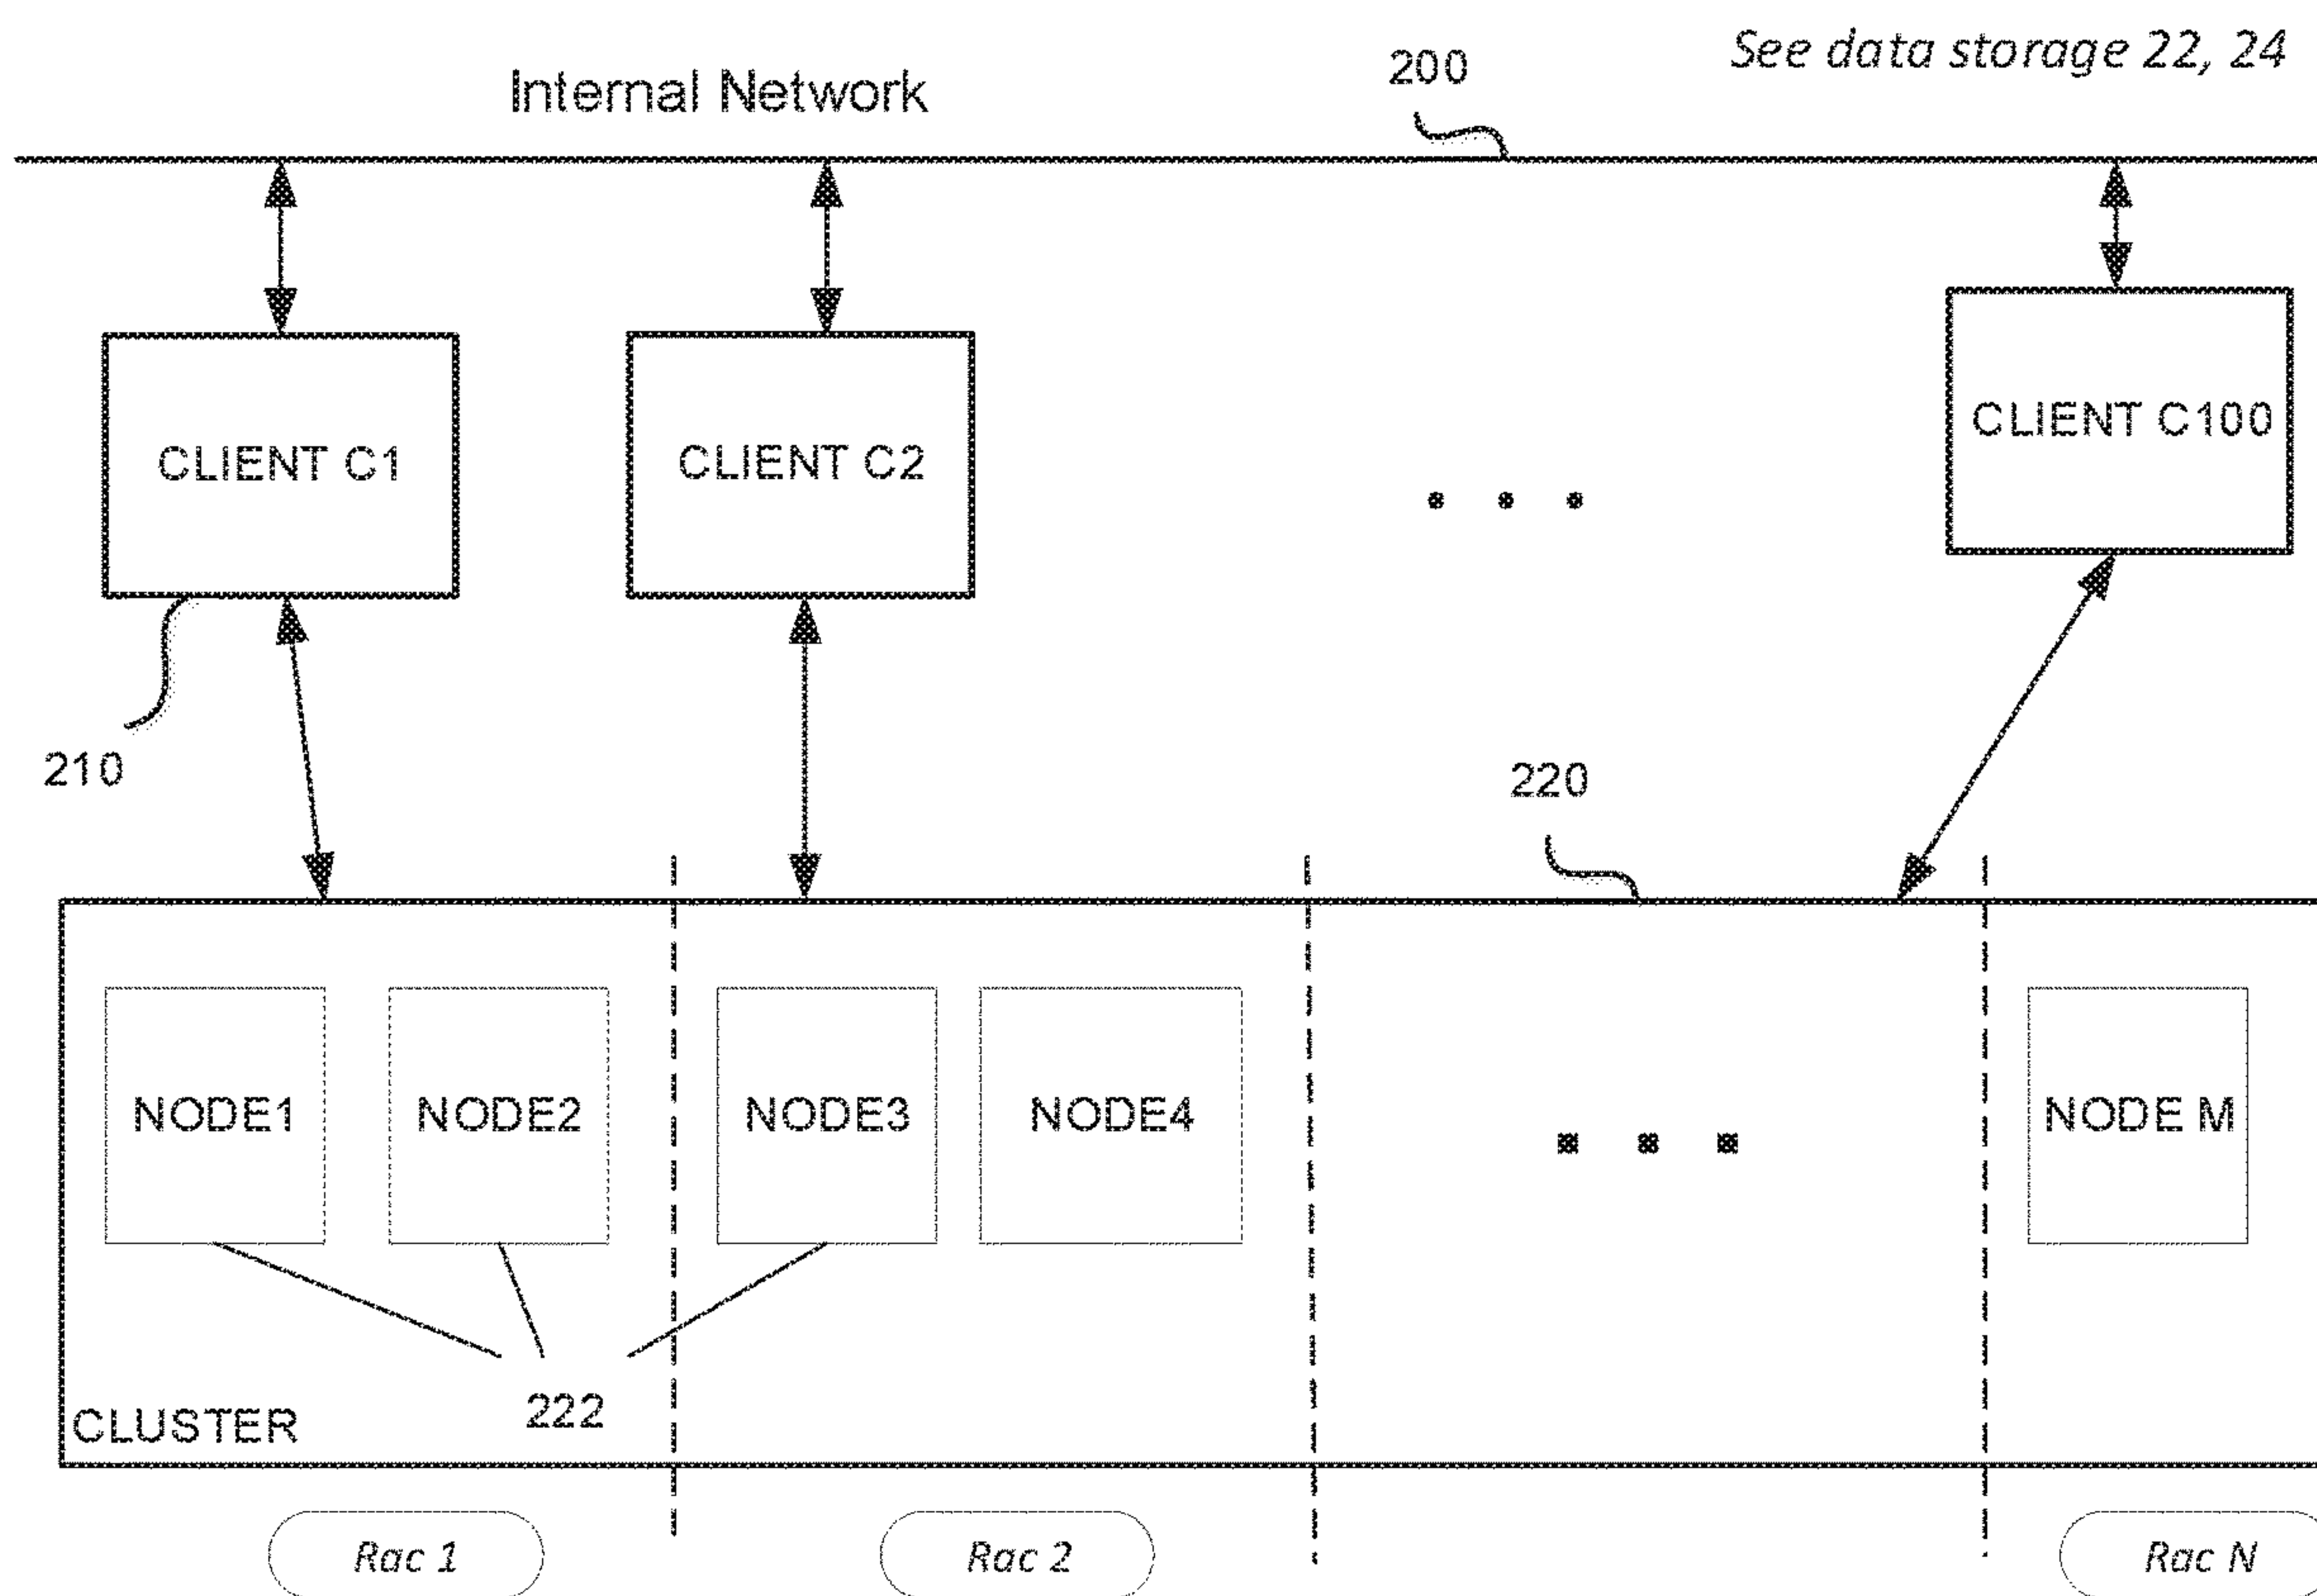 See data storage 22, 24
Internal Network
200
CLIENT C1
CLIENT C2
CLIENT C100
210
220
NODE1
NODE2
NODE3
NODE4
NODE M
222
CLUSTER
Rac 1
Rac 2
Rac N